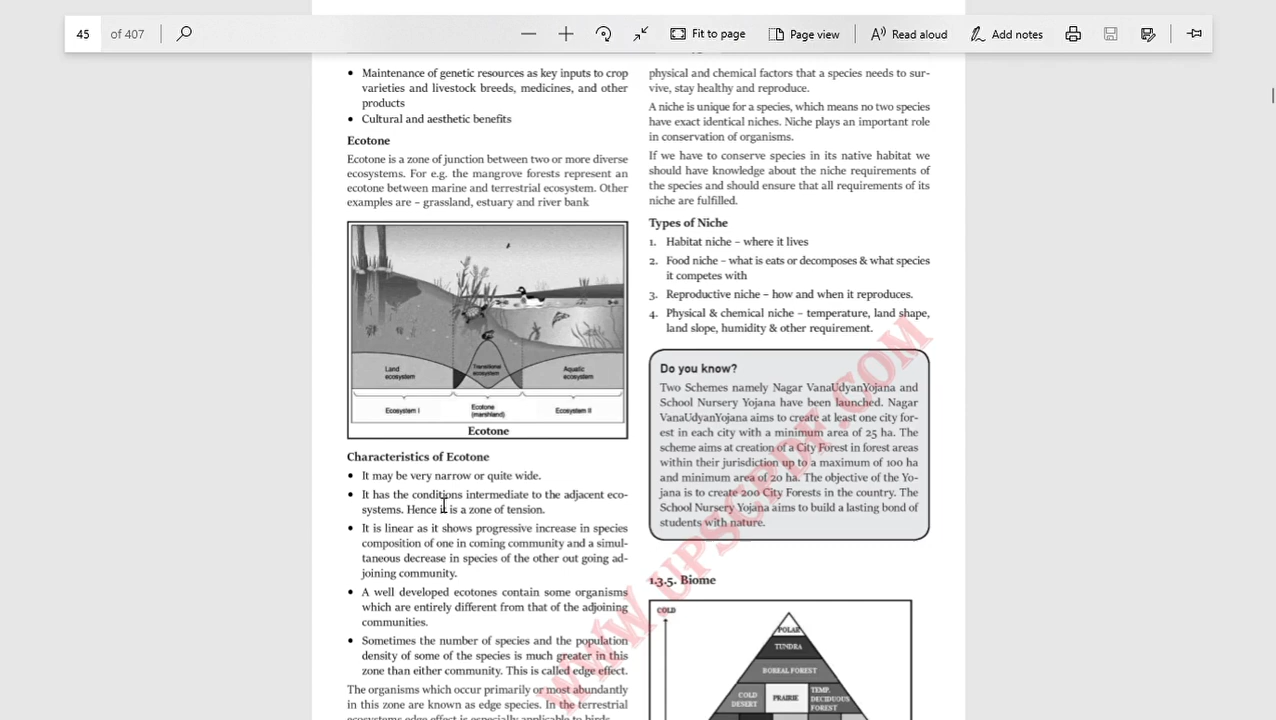 45 of 407
Fit to page
Page view
Read aloud
Add notes
• Maintenance of genetic resources as key inputs to crop
varieties and livestock breeds, medicines, and other
products
• Cultural and aesthetic benefits
Ecotone
Ecotone is a zone of junction between two or more diverse
ecosystems. For e.g. the mangrove forests represent an
ecotone between marine and terrestrial ecosystem. Other
examples are – grassland, estuary and river bank
Land
ecosystem
Transitional
ecosystem
Aquatic
ecosystem
Ecosystem I
Ecotone
(marshland)
Ecosystem II
Ecotone
Characteristics of Ecotone
• It may be very narrow or quite wide.
• It has the conditions intermediate to the adjacent eco-
systems. Hence it is a zone of tension.
• It is linear as it shows progressive increase in species
composition of one in coming community and a simul-
taneous decrease in species of the other out going ad-
joining community.
• A well developed ecotones contain some organisms
which are entirely different from that of the adjoining
communities.
• Sometimes the number of species and the population
density of some of the species is much greater in this
zone than either community. This is called edge effect.
The organisms which occur primarily or most abundantly
in this zone are known as edge species. In the terrestrial
ecosystems edge effect is especially applicable to birds.
physical and chemical factors that a species needs to sur-
vive, stay healthy and reproduce.
A niche is unique for a species, which means no two species
have exact identical niches. Niche plays an important role
in conservation of organisms.
If we have to conserve species in its native habitat we
should have knowledge about the niche requirements of
the species and should ensure that all requirements of its
niche are fulfilled.
Types of Niche
1. Habitat niche – where it lives
2. Food niche – what is eats or decomposes & what species
it competes with
3. Reproductive niche – how and when it reproduces.
4. Physical & chemical niche – temperature, land shape,
land slope, humidity & other requirement.
Do you know?
Two Schemes namely Nagar VanaUdyanYojana and
School Nursery Yojana have been launched. Nagar
VanaUdyanYojana aims to create at least one city for-
est in each city with a minimum area of 25 ha. The
scheme aims at creation of a City Forest in forest areas
within their jurisdiction up to a maximum of 100 ha
and minimum area of 20 ha. The objective of the Yo-
jana is to create 200 City Forests in the country. The
School Nursery Yojana aims to build a lasting bond of
students with nature.
1.3.5. Biome
COLD
POLAR
TUNDRA
BOREAL FOREST
COLD
DESERT
PRAIRIE
TEMP.
DECIDUOUS
FOREST
WWW.UPSCPDF.COM